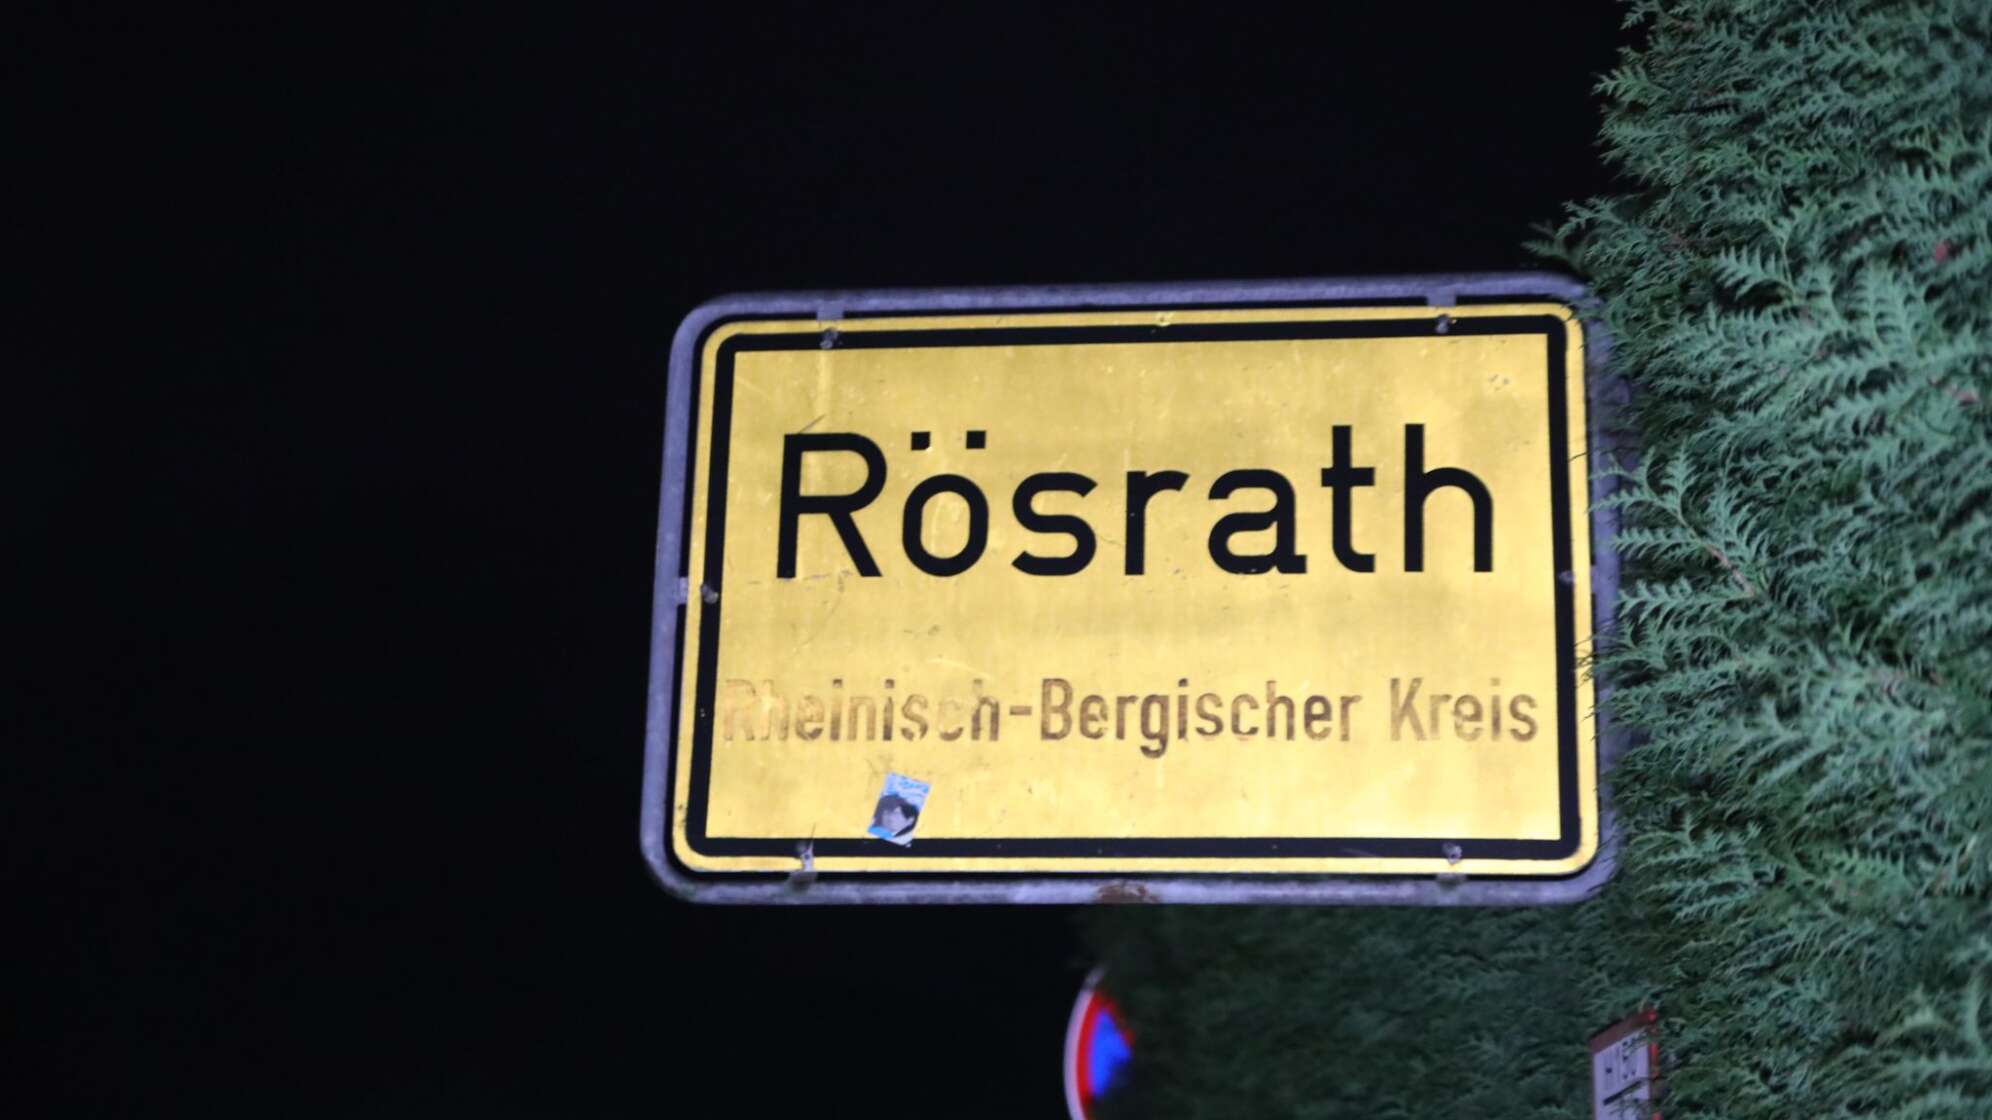 Rösrath
Rheinisch-Bergischer Kreis